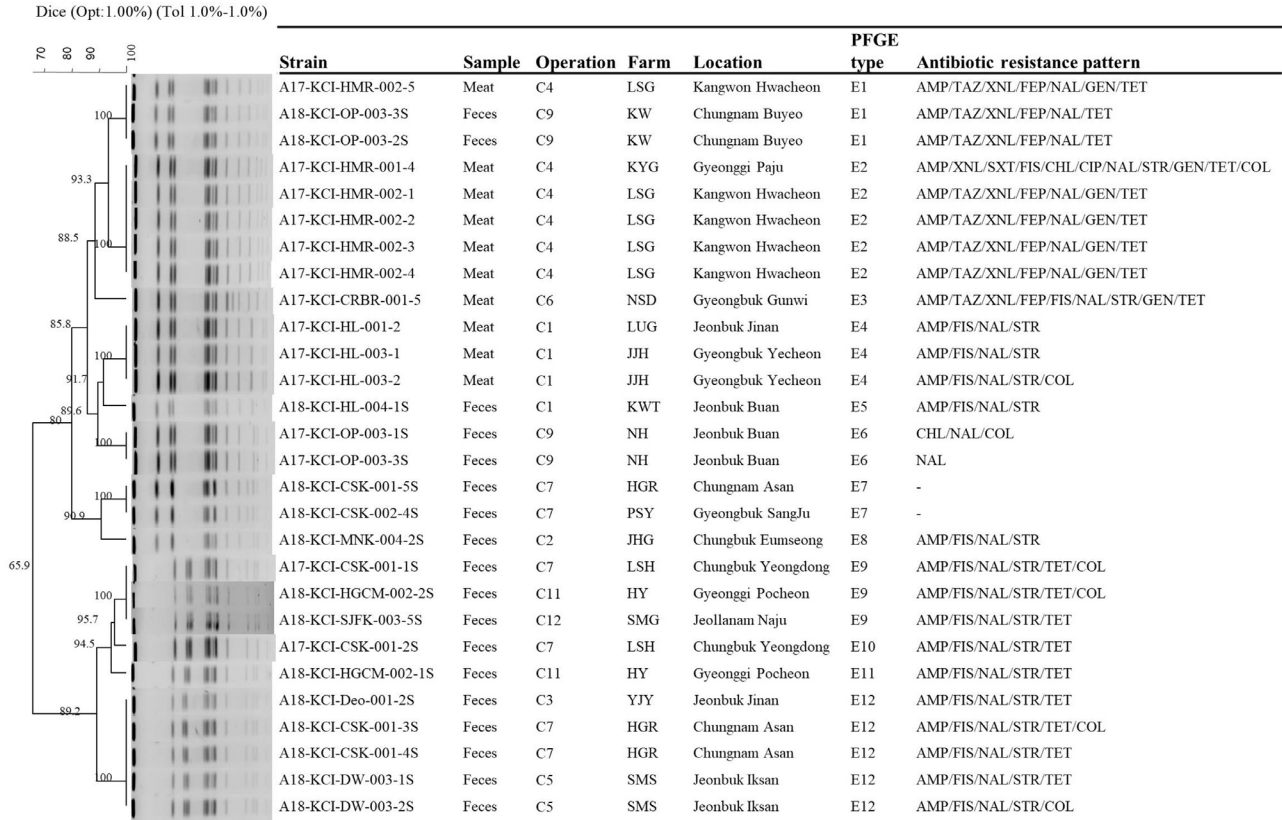 Dice (Opt:1.00%) (Tol 1.0%-1.0%)
70 80 90 100
PFGE
Strain Sample Operation Farm Location type Antibiotic resistance pattern
A17-KCI-HMR-002-5 Meat C4 LSG Kangwon Hwacheon E1 AMP/TAZ/XNL/FEP/NAL/GEN/TET
100 A18-KCI-OP-003-3S Feces C9 KW Chungnam Buyeo E1 AMP/TAZ/XNL/FEP/NAL/TET
A18-KCI-OP-003-2S Feces C9 KW Chungnam Buyeo E1 AMP/TAZ/XNL/FEP/NAL/TET
A17-KCI-HMR-001-4 Meat C4 KYG Gyeonggi Paju E2 AMP/XNL/SXT/FIS/CHL/CIP/NAL/STR/GEN/TET/COL
93.3
A17-KCI-HMR-002-1 Meat C4 LSG Kangwon Hwacheon E2 AMP/TAZ/XNL/FEP/NAL/GEN/TET
A17-KCI-HMR-002-2 Meat C4 LSG Kangwon Hwacheon E2 AMP/TAZ/XNL/FEP/NAL/GEN/TET
88.5 100 A17-KCI-HMR-002-3 Meat C4 LSG Kangwon Hwacheon E2 AMP/TAZ/XNL/FEP/NAL/GEN/TET
A17-KCI-HMR-002-4 Meat C4 LSG Kangwon Hwacheon E2 AMP/TAZ/XNL/FEP/NAL/GEN/TET
A17-KCI-CRBR-001-5 Meat C6 NSD Gyeongbuk Gunwi E3 AMP/TAZ/XNL/FEP/FIS/NAL/STR/GEN/TET
85.8 A17-KCI-HL-001-2 Meat C1 LUG Jeonbuk Jinan E4 AMP/FIS/NAL/STR
100 A17-KCI-HL-003-1 Meat C1 JJH Gyeongbuk Yecheon E4 AMP/FIS/NAL/STR
91.7 A17-KCI-HL-003-2 Meat C1 JJH Gyeongbuk Yecheon E4 AMP/FIS/NAL/STR/COL
89.6 A18-KCI-HL-004-1S Feces C1 KWT Jeonbuk Buan E5 AMP/FIS/NAL/STR
80
100 A17-KCI-OP-003-1S Feces C9 NH Jeonbuk Buan E6 CHL/NAL/COL
A17-KCI-OP-003-3S Feces C9 NH Jeonbuk Buan E6 NAL
100 A18-KCI-CSK-001-5S Feces C7 HGR Chungnam Asan E7 -
90.9 A18-KCI-CSK-002-4S Feces C7 PSY Gyeongbuk SangJu E7 -
A18-KCI-MNK-004-2S Feces C2 JHG Chungbuk Eumseong E8 AMP/FIS/NAL/STR
65.9 A17-KCI-CSK-001-1S Feces C7 LSH Chungbuk Yeongdong E9 AMP/FIS/NAL/STR/TET/COL
100 A18-KCI-HGCM-002-2S Feces C11 HY Gyeonggi Pocheon E9 AMP/FIS/NAL/STR/TET/COL
95.7 A18-KCI-SJFK-003-5S Feces C12 SMG Jeollanam Naju E9 AMP/FIS/NAL/STR/TET
94.5 A17-KCI-CSK-001-2S Feces C7 LSH Chungbuk Yeongdong E10 AMP/FIS/NAL/STR/TET
A18-KCI-HGCM-002-1S Feces C11 HY Gyeonggi Pocheon E11 AMP/FIS/NAL/STR/TET
89.2 A18-KCI-Deo-001-2S Feces C3 YJY Jeonbuk Jinan E12 AMP/FIS/NAL/STR/TET
A18-KCI-CSK-001-3S Feces C7 HGR Chungnam Asan E12 AMP/FIS/NAL/STR/TET/COL
A18-KCI-CSK-001-4S Feces C7 HGR Chungnam Asan E12 AMP/FIS/NAL/STR/TET
100 A18-KCI-DW-003-1S Feces C5 SMS Jeonbuk Iksan E12 AMP/FIS/NAL/STR/TET
A18-KCI-DW-003-2S Feces C5 SMS Jeonbuk Iksan E12 AMP/FIS/NAL/STR/COL